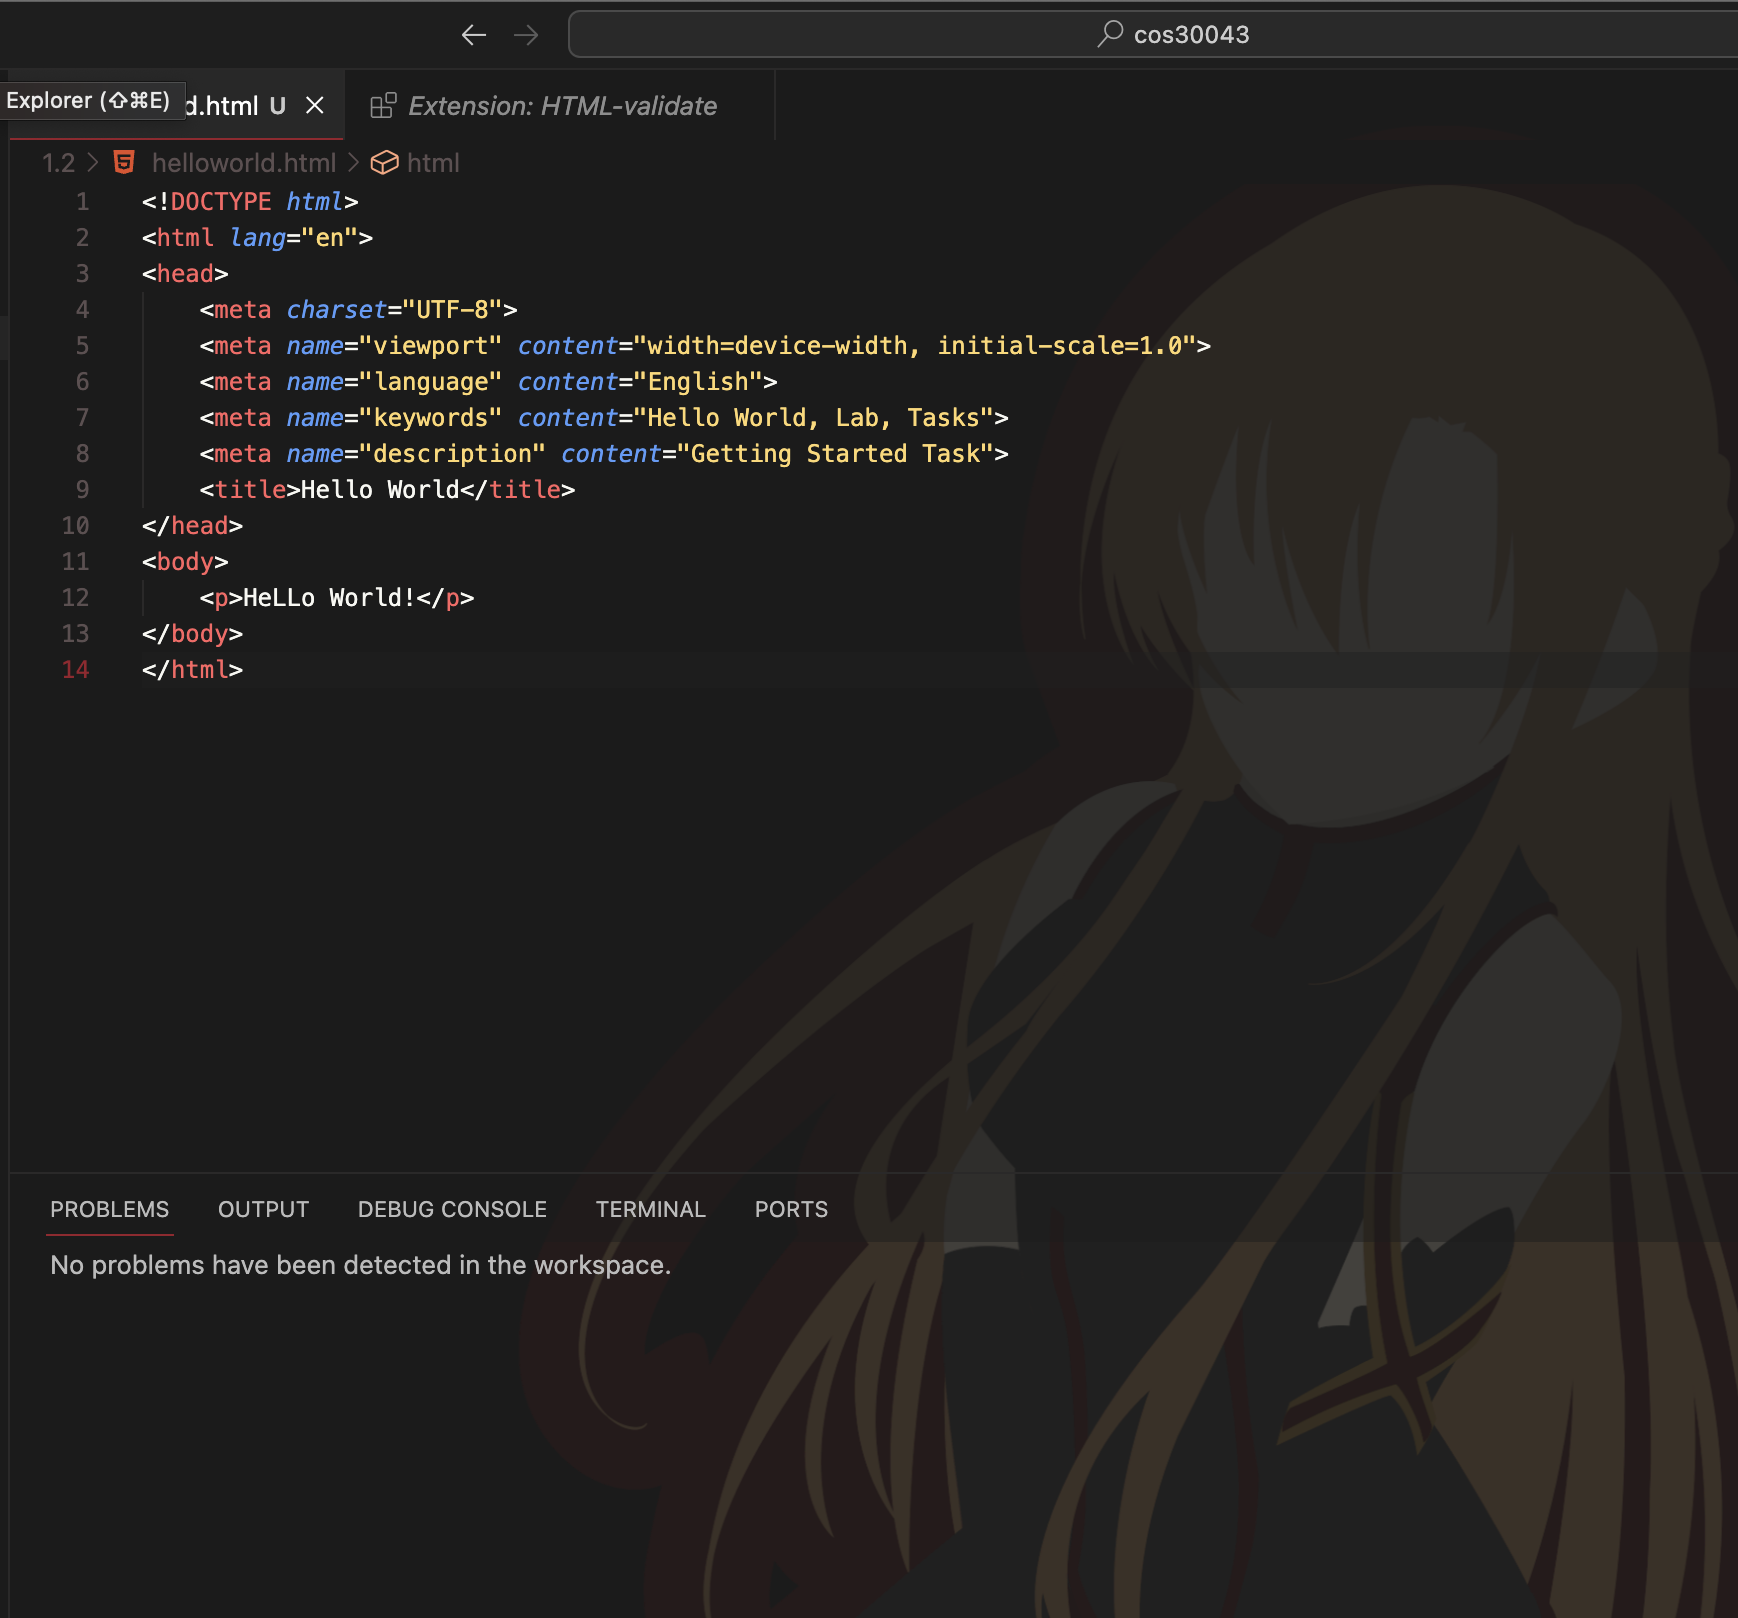 cos30043
Explorer (⇧⌘E)
d.html U
Extension: HTML-validate
1.2 > helloworld.html > html
1 <!DOCTYPE html>
2 <html lang="en">
3 <head>
4 <meta charset="UTF-8">
5 <meta name="viewport" content="width=device-width, initial-scale=1.0">
6 <meta name="language" content="English">
7 <meta name="keywords" content="Hello World, Lab, Tasks">
8 <meta name="description" content="Getting Started Task">
9 <title>Hello World</title>
10 </head>
11 <body>
12 <p>HeLLo World!</p>
13 </body>
14 </html>
PROBLEMS OUTPUT DEBUG CONSOLE TERMINAL PORTS
No problems have been detected in the workspace.